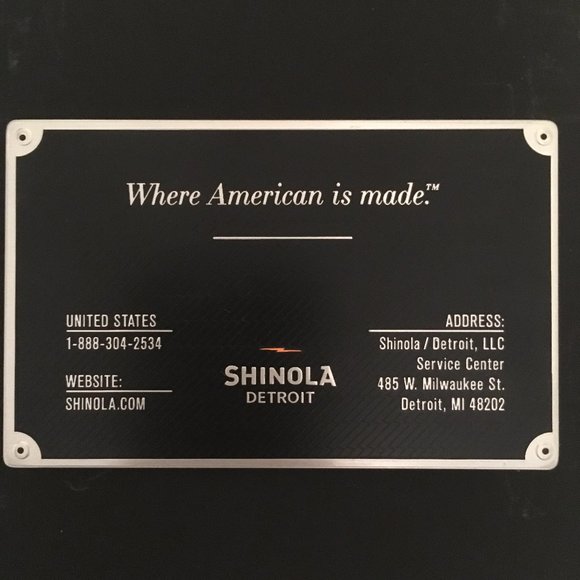 Where American is made.™
UNITED STATES
1-888-304-2534
WEBSITE:
SHINOLA.COM
SHINOLA
DETROIT
ADDRESS:
Shinola / Detroit, LLC
Service Center
485 W. Milwaukee St.
Detroit, MI 48202